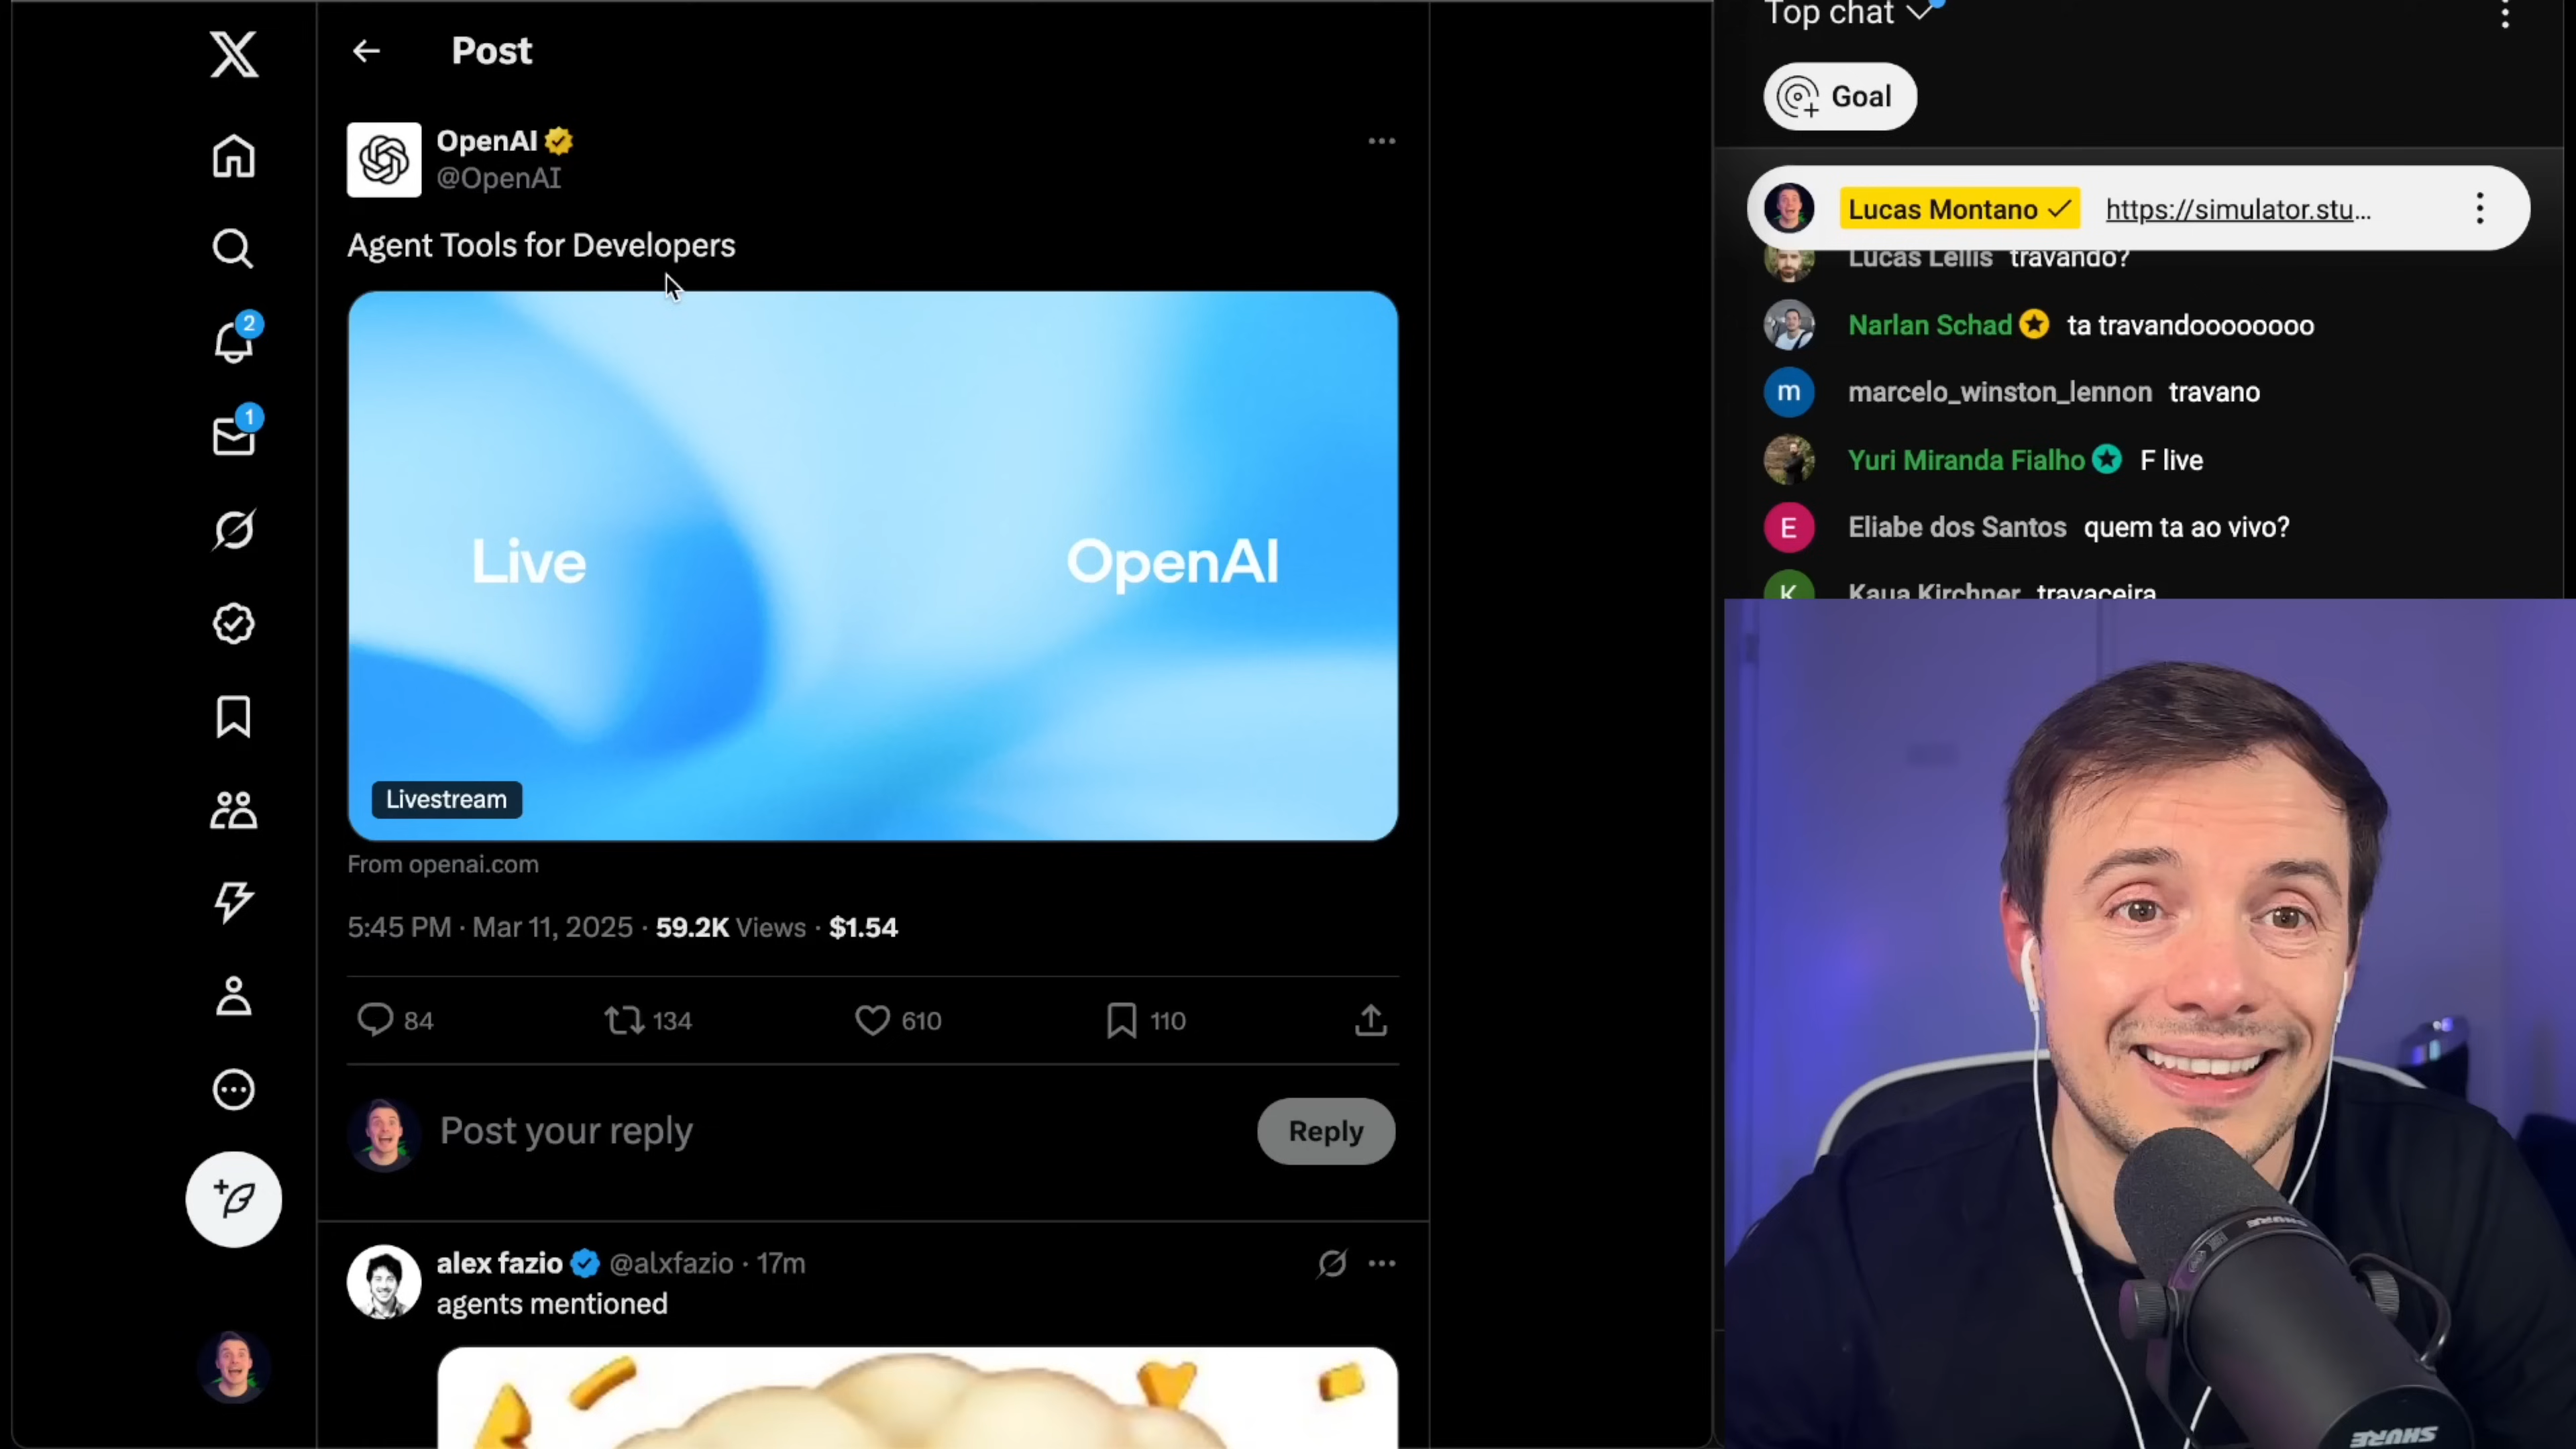 Post
OpenAI
@OpenAI
Agent Tools for Developers
Live
OpenAI
Livestream
From openai.com
5:45 PM · Mar 11, 2025 · 59.2K Views · $1.54
84
134
610
110
Post your reply
Reply
alex fazio @alxfazio · 17m
agents mentioned
2
1
Top chat
Goal
Lucas Montano https://simulator.stu...
Lucas Lellis travando?
Narlan Schad ta travandoooooooo
m
marcelo_winston_lennon travano
Yuri Miranda Fialho F live
E
Eliabe dos Santos quem ta ao vivo?
K
Kaua Kirchner travaceira
SHURE
SHURE